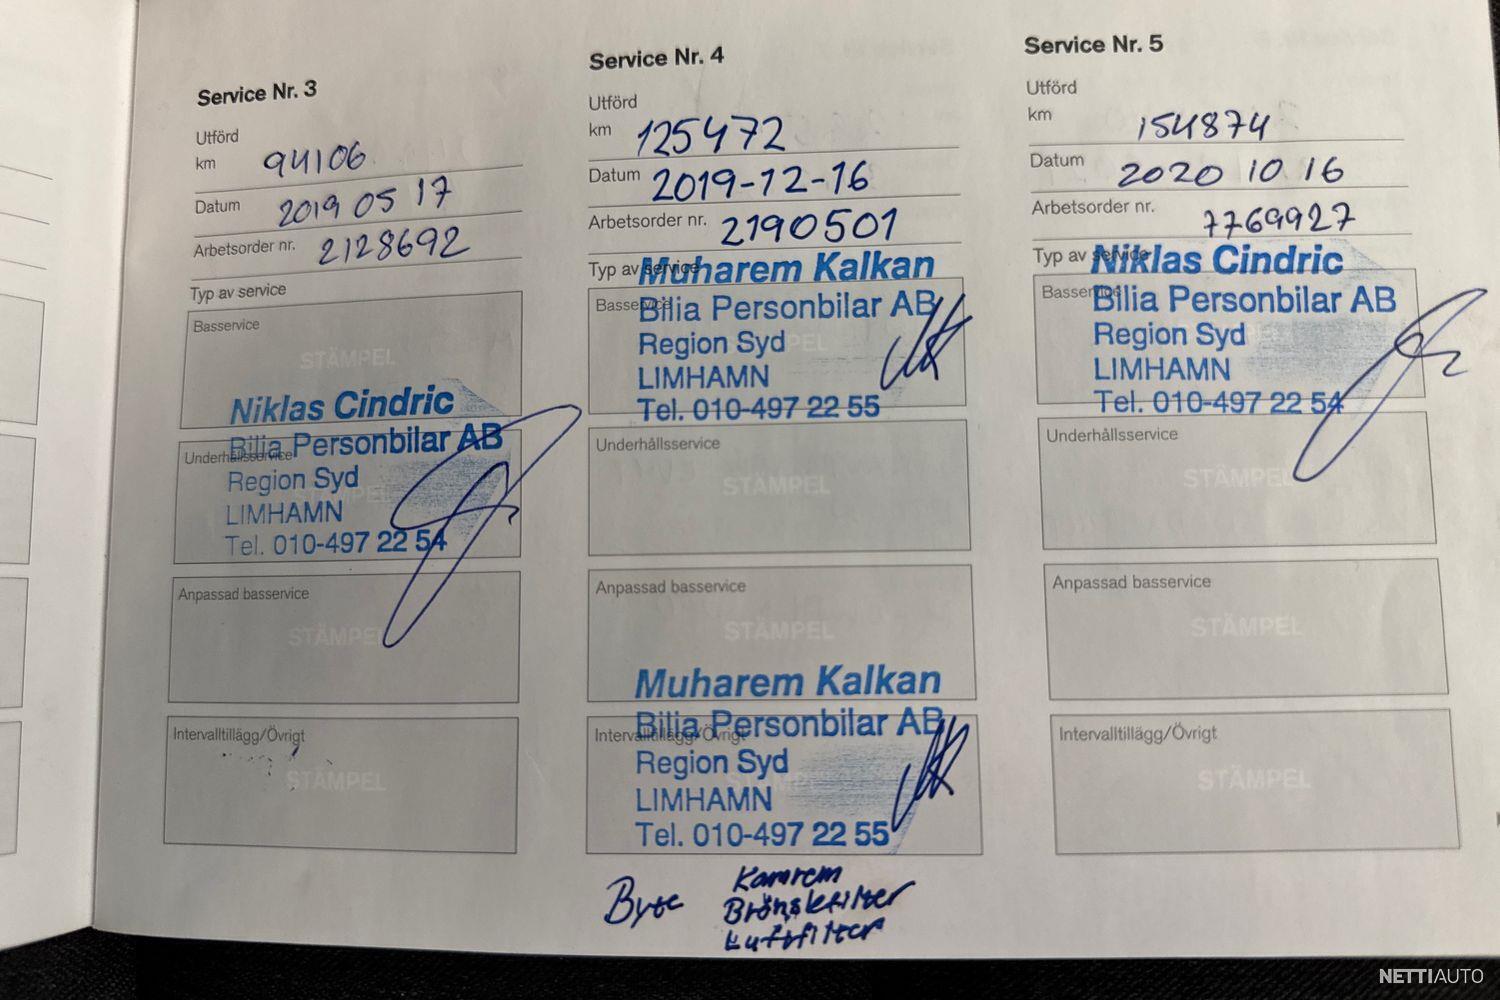 Service Nr. 3
Utförd
km 94106
Datum 2019 05 17
Arbetsorder nr. 2128692
Typ av service
Basservice
STÄMPEL
Niklas Cindric
Bilia Personbilar AB
Underhållsservice
Region Syd
LIMHAMN
Tel. 010-497 22 54
Anpassad basservice
STÄMPEL
Intervalltillägg/Övrigt
STÄMPEL
Service Nr. 4
Utförd
km 125472
Datum 2019-12-16
Arbetsorder nr. 2190501
Typ av service
Muharem Kalkan
Basservice
Bilia Personbilar AB
Region Syd
LIMHAMN
Tel. 010-497 22 55
Underhållsservice
STÄMPEL
Anpassad basservice
STÄMPEL
Muharem Kalkan
Bilia Personbilar AB
Intervalltillägg/Övrigt
Region Syd
LIMHAMN
Tel. 010-497 22 55
Byte Kamrem
Brönslefilter
Luftfilter
Service Nr. 5
Utförd
km 154874
Datum 2020 10 16
Arbetsorder nr. 7769927
Typ av service
Niklas Cindric
Basservice
Bilia Personbilar AB
Region Syd
LIMHAMN
Tel. 010-497 22 54
Underhållsservice
STÄMPEL
Anpassad basservice
STÄMPEL
Intervalltillägg/Övrigt
STÄMPEL
NETTIAUTO